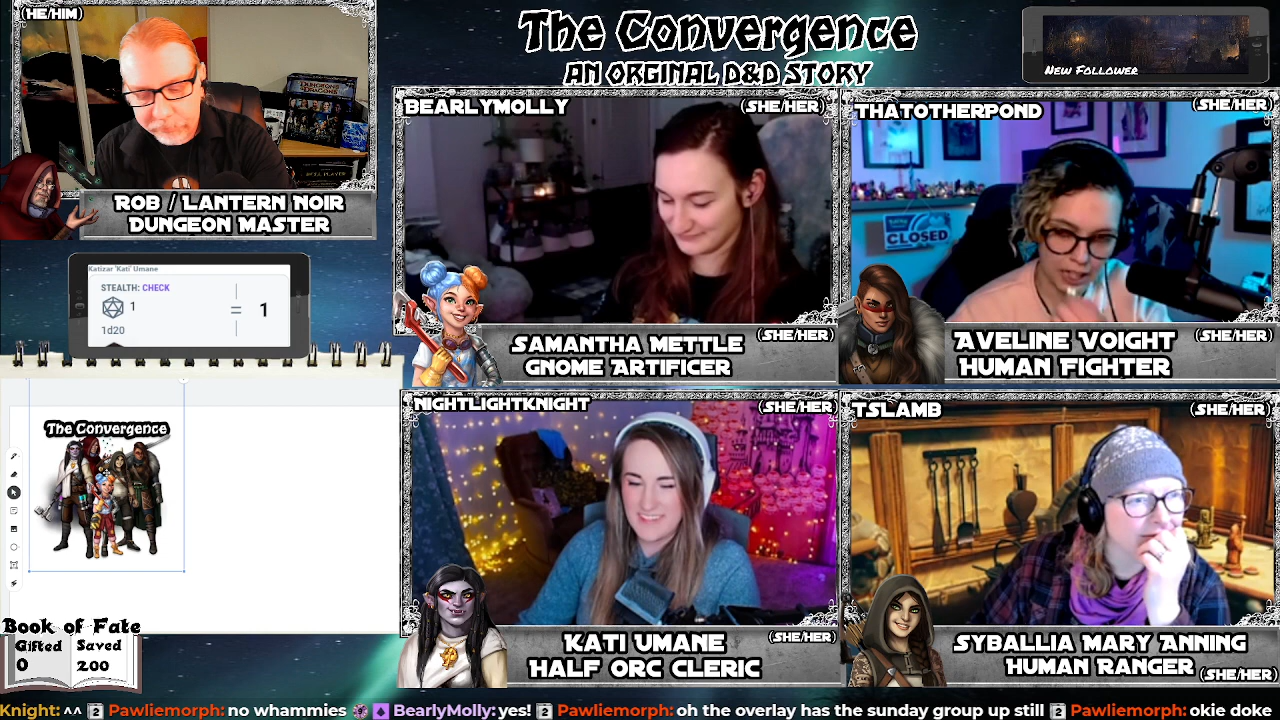 (HE/HIM)
ROB / LANTERN NOIR
DUNGEON MASTER
The Convergence
AN ORGINAL D&D STORY
NEW FOLLOWER
BEARLYMOLLY
(SHE/HER)
SAMANTHA METTLE
GNOME ARTIFICER
(SHE/HER)
THATOTHERPOND
(SHE/HER)
CLOSED
AVELINE VOIGHT
HUMAN FIGHTER
(SHE/HER)
Katizar 'Kati' Umane
STEALTH: CHECK
1
= 1
1d20
The Convergence
NIGHTLIGHTKNIGHT
(SHE/HER
KATI UMANE
HALF ORC CLERIC
(SHE/HER)
TSLAMB
(SHE/HER)
SYBALLIA MARY ANNING
HUMAN RANGER
(SHE/HER)
Book of Fate
Gifted Saved
0 200
Knight: ^^ 2 Pawliemorph: no whammies BearlyMolly: yes! 2 Pawliemorph: oh the overlay has the sunday group up still 2 Pawliemorph: okie doke